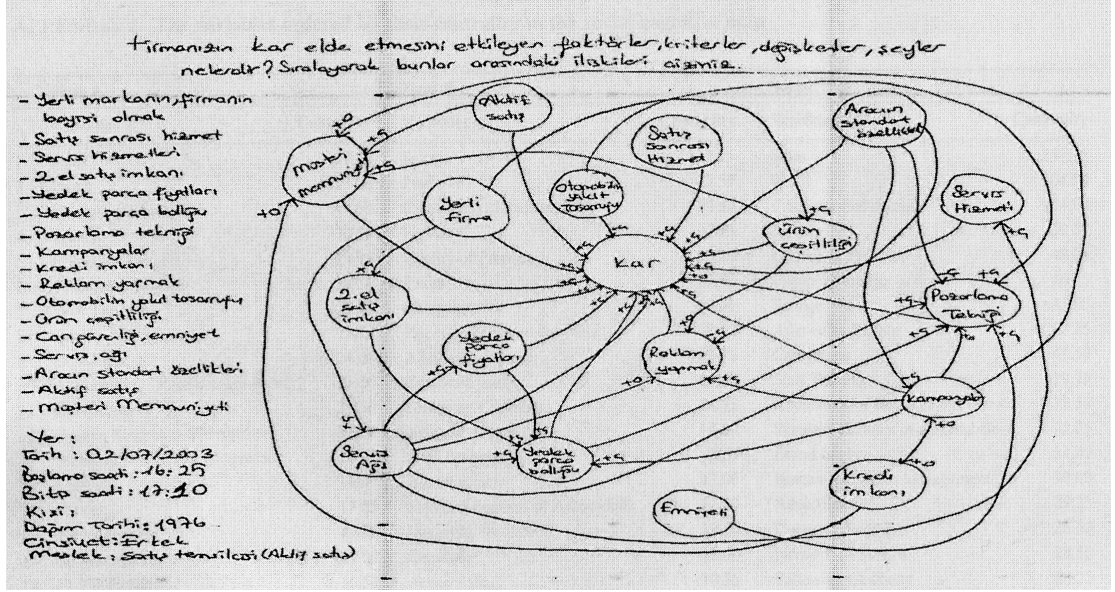 Firmanızın kar elde etmesini etkileyen faktörler, kriterler, değişkenler, şeyler
nelerdir? Sıralayarak bunlar arasındaki ilişkileri çiziniz.
- Yerli markanın, firmanın
bayisi olmak
- Satış sonrası hizmet
- Servis hizmetleri
- 2. el satış imkanı
- Yedek parça fiyatları
- Yedek parça bolluğu
- Pazarlama tekniği
- Kampanyalar
- Kredi imkanı
- Reklam yapmak
- Otomobilin yakıt tasarrufu
- Ürün çeşitliliği
- Can güvenliği, emniyet
- Servis, ağı
- Aracın standart özellikleri
- Aktif satış
- Müşteri Memnuniyeti
Yer :
Tarih : 02/07/2003
Başlama saati : 16:25
Bitiş saati : 17:10
Kişi :
Doğum Tarihi : 1976
Cinsiyet : Erkek
Meslek : Satış temsilcisi (Aktif satış)
Aktif
satış
Satış
sonrası
Hizmet
Aracın
standart
özellikleri
Müşteri
memnuniyeti
Yerli
firma
Otomobilin
yakıt
tasarrufu
Servis
Hizmeti
Ürün
çeşitliliği
Kar
2. el
satış
imkanı
Pazarlama
Tekniği
Yedek
parça
fiyatları
Reklam
yapmak
Kampanyalar
Servis
Ağı
Yedek
parça
bolluğu
Kredi
imkanı
Emniyeti